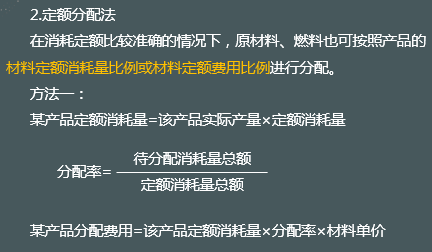 2.定额分配法
在消耗定额比较准确的情况下，原材料、燃料也可按照产品的
材料定额消耗量比例或材料定额费用比例进行分配。
方法一：
某产品定额消耗量=该产品实际产量×定额消耗量
待分配消耗量总额
分配率=
定额消耗量总额
某产品分配费用=该产品定额消耗量×分配率×材料单价